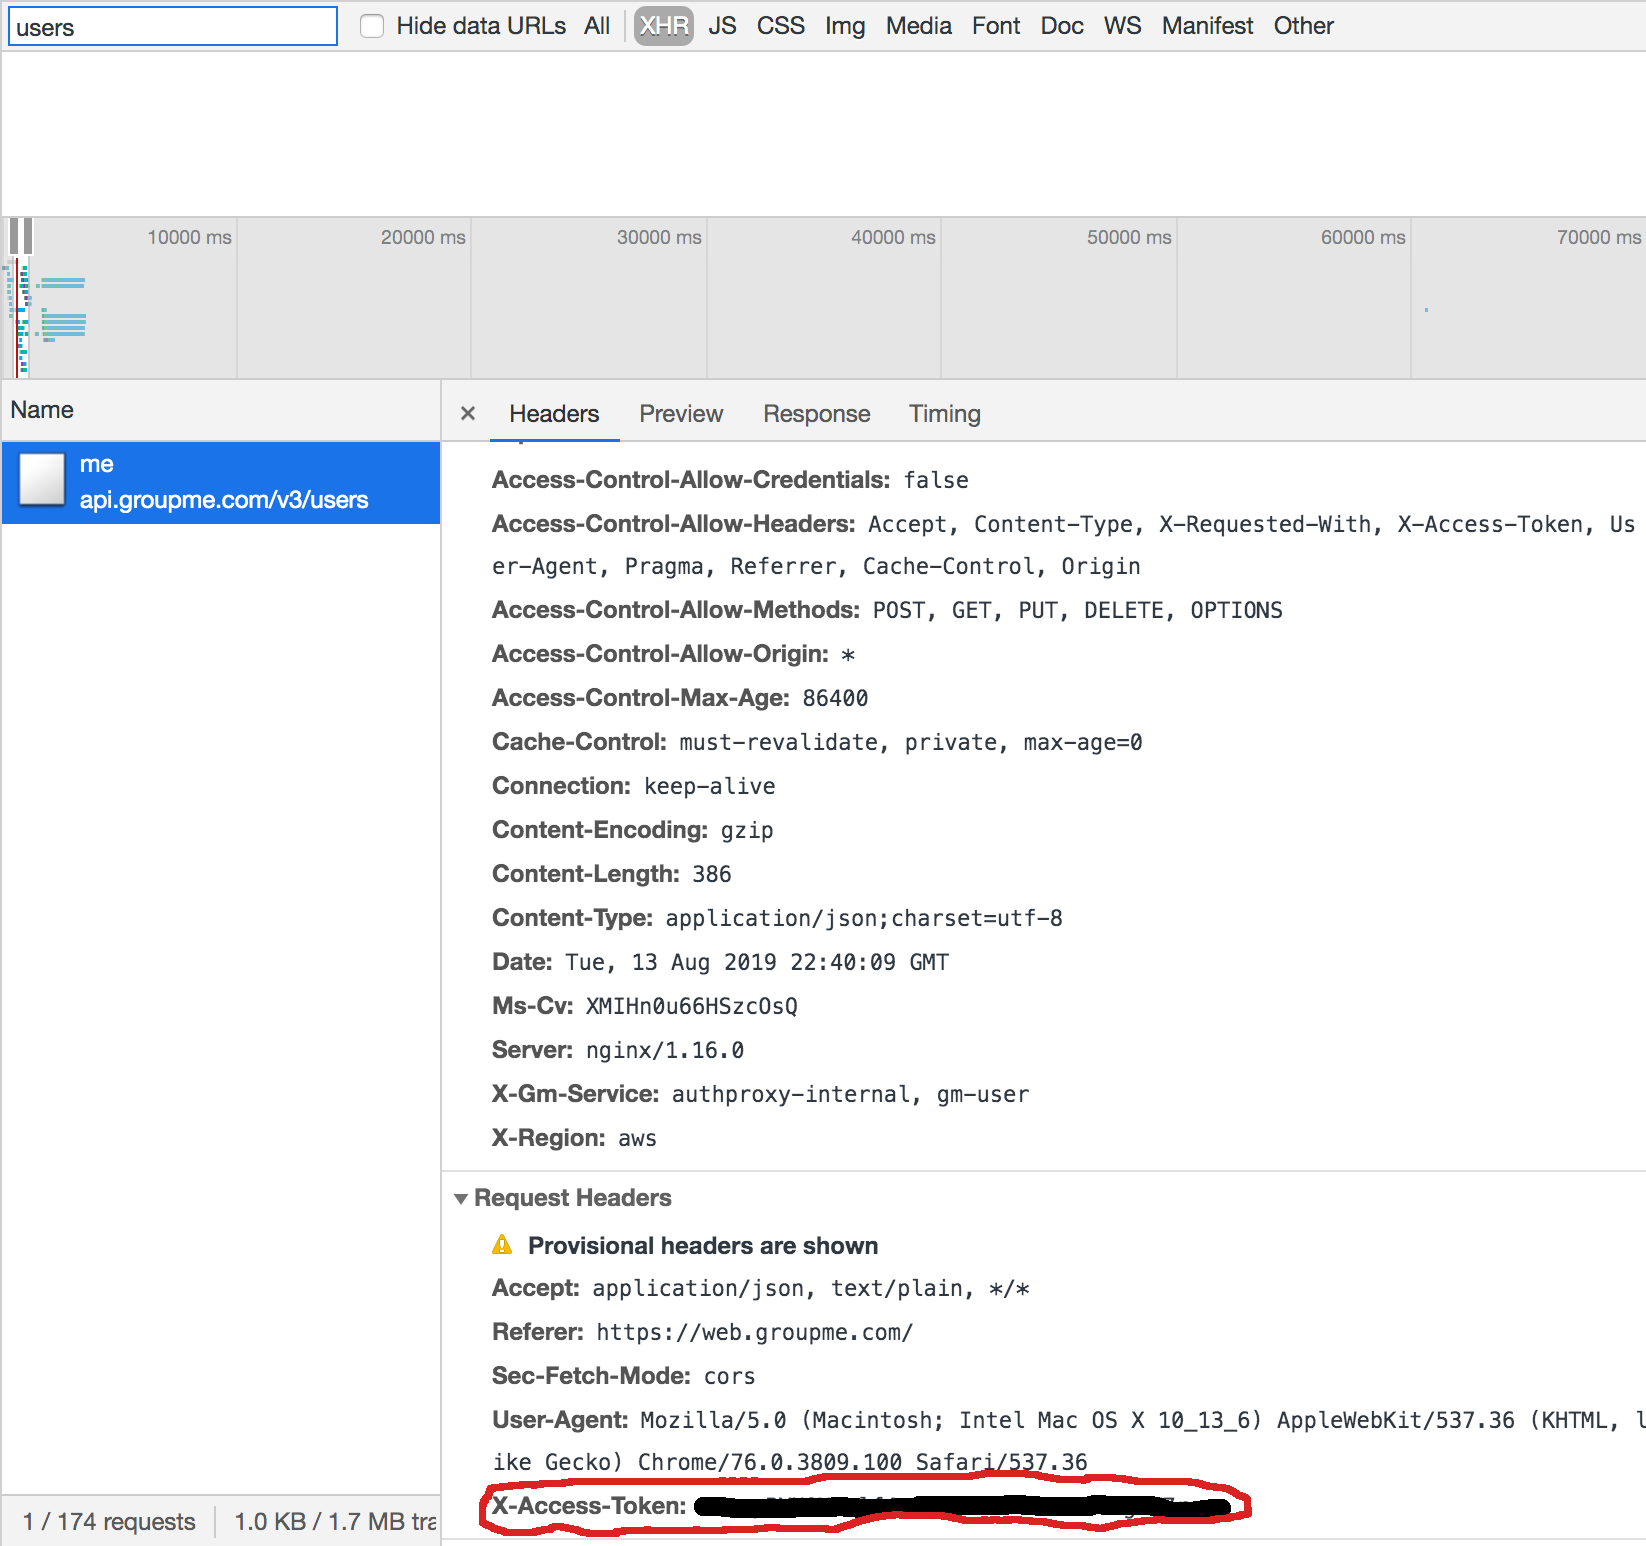 users
Hide data URLs All XHR JS CSS Img Media Font Doc WS Manifest Other
10000 ms 20000 ms 30000 ms 40000 ms 50000 ms 60000 ms 70000 ms
Name
me
api.groupme.com/v3/users
× Headers Preview Response Timing
Access-Control-Allow-Credentials: false
Access-Control-Allow-Headers: Accept, Content-Type, X-Requested-With, X-Access-Token, Us
er-Agent, Pragma, Referrer, Cache-Control, Origin
Access-Control-Allow-Methods: POST, GET, PUT, DELETE, OPTIONS
Access-Control-Allow-Origin: *
Access-Control-Max-Age: 86400
Cache-Control: must-revalidate, private, max-age=0
Connection: keep-alive
Content-Encoding: gzip
Content-Length: 386
Content-Type: application/json;charset=utf-8
Date: Tue, 13 Aug 2019 22:40:09 GMT
Ms-Cv: XMIHn0u66HSzcOsQ
Server: nginx/1.16.0
X-Gm-Service: authproxy-internal, gm-user
X-Region: aws
Request Headers
Provisional headers are shown
Accept: application/json, text/plain, */*
Referer: https://web.groupme.com/
Sec-Fetch-Mode: cors
User-Agent: Mozilla/5.0 (Macintosh; Intel Mac OS X 10_13_6) AppleWebKit/537.36 (KHTML, l
ike Gecko) Chrome/76.0.3809.100 Safari/537.36
X-Access-Token:
1 / 174 requests 1.0 KB / 1.7 MB tra